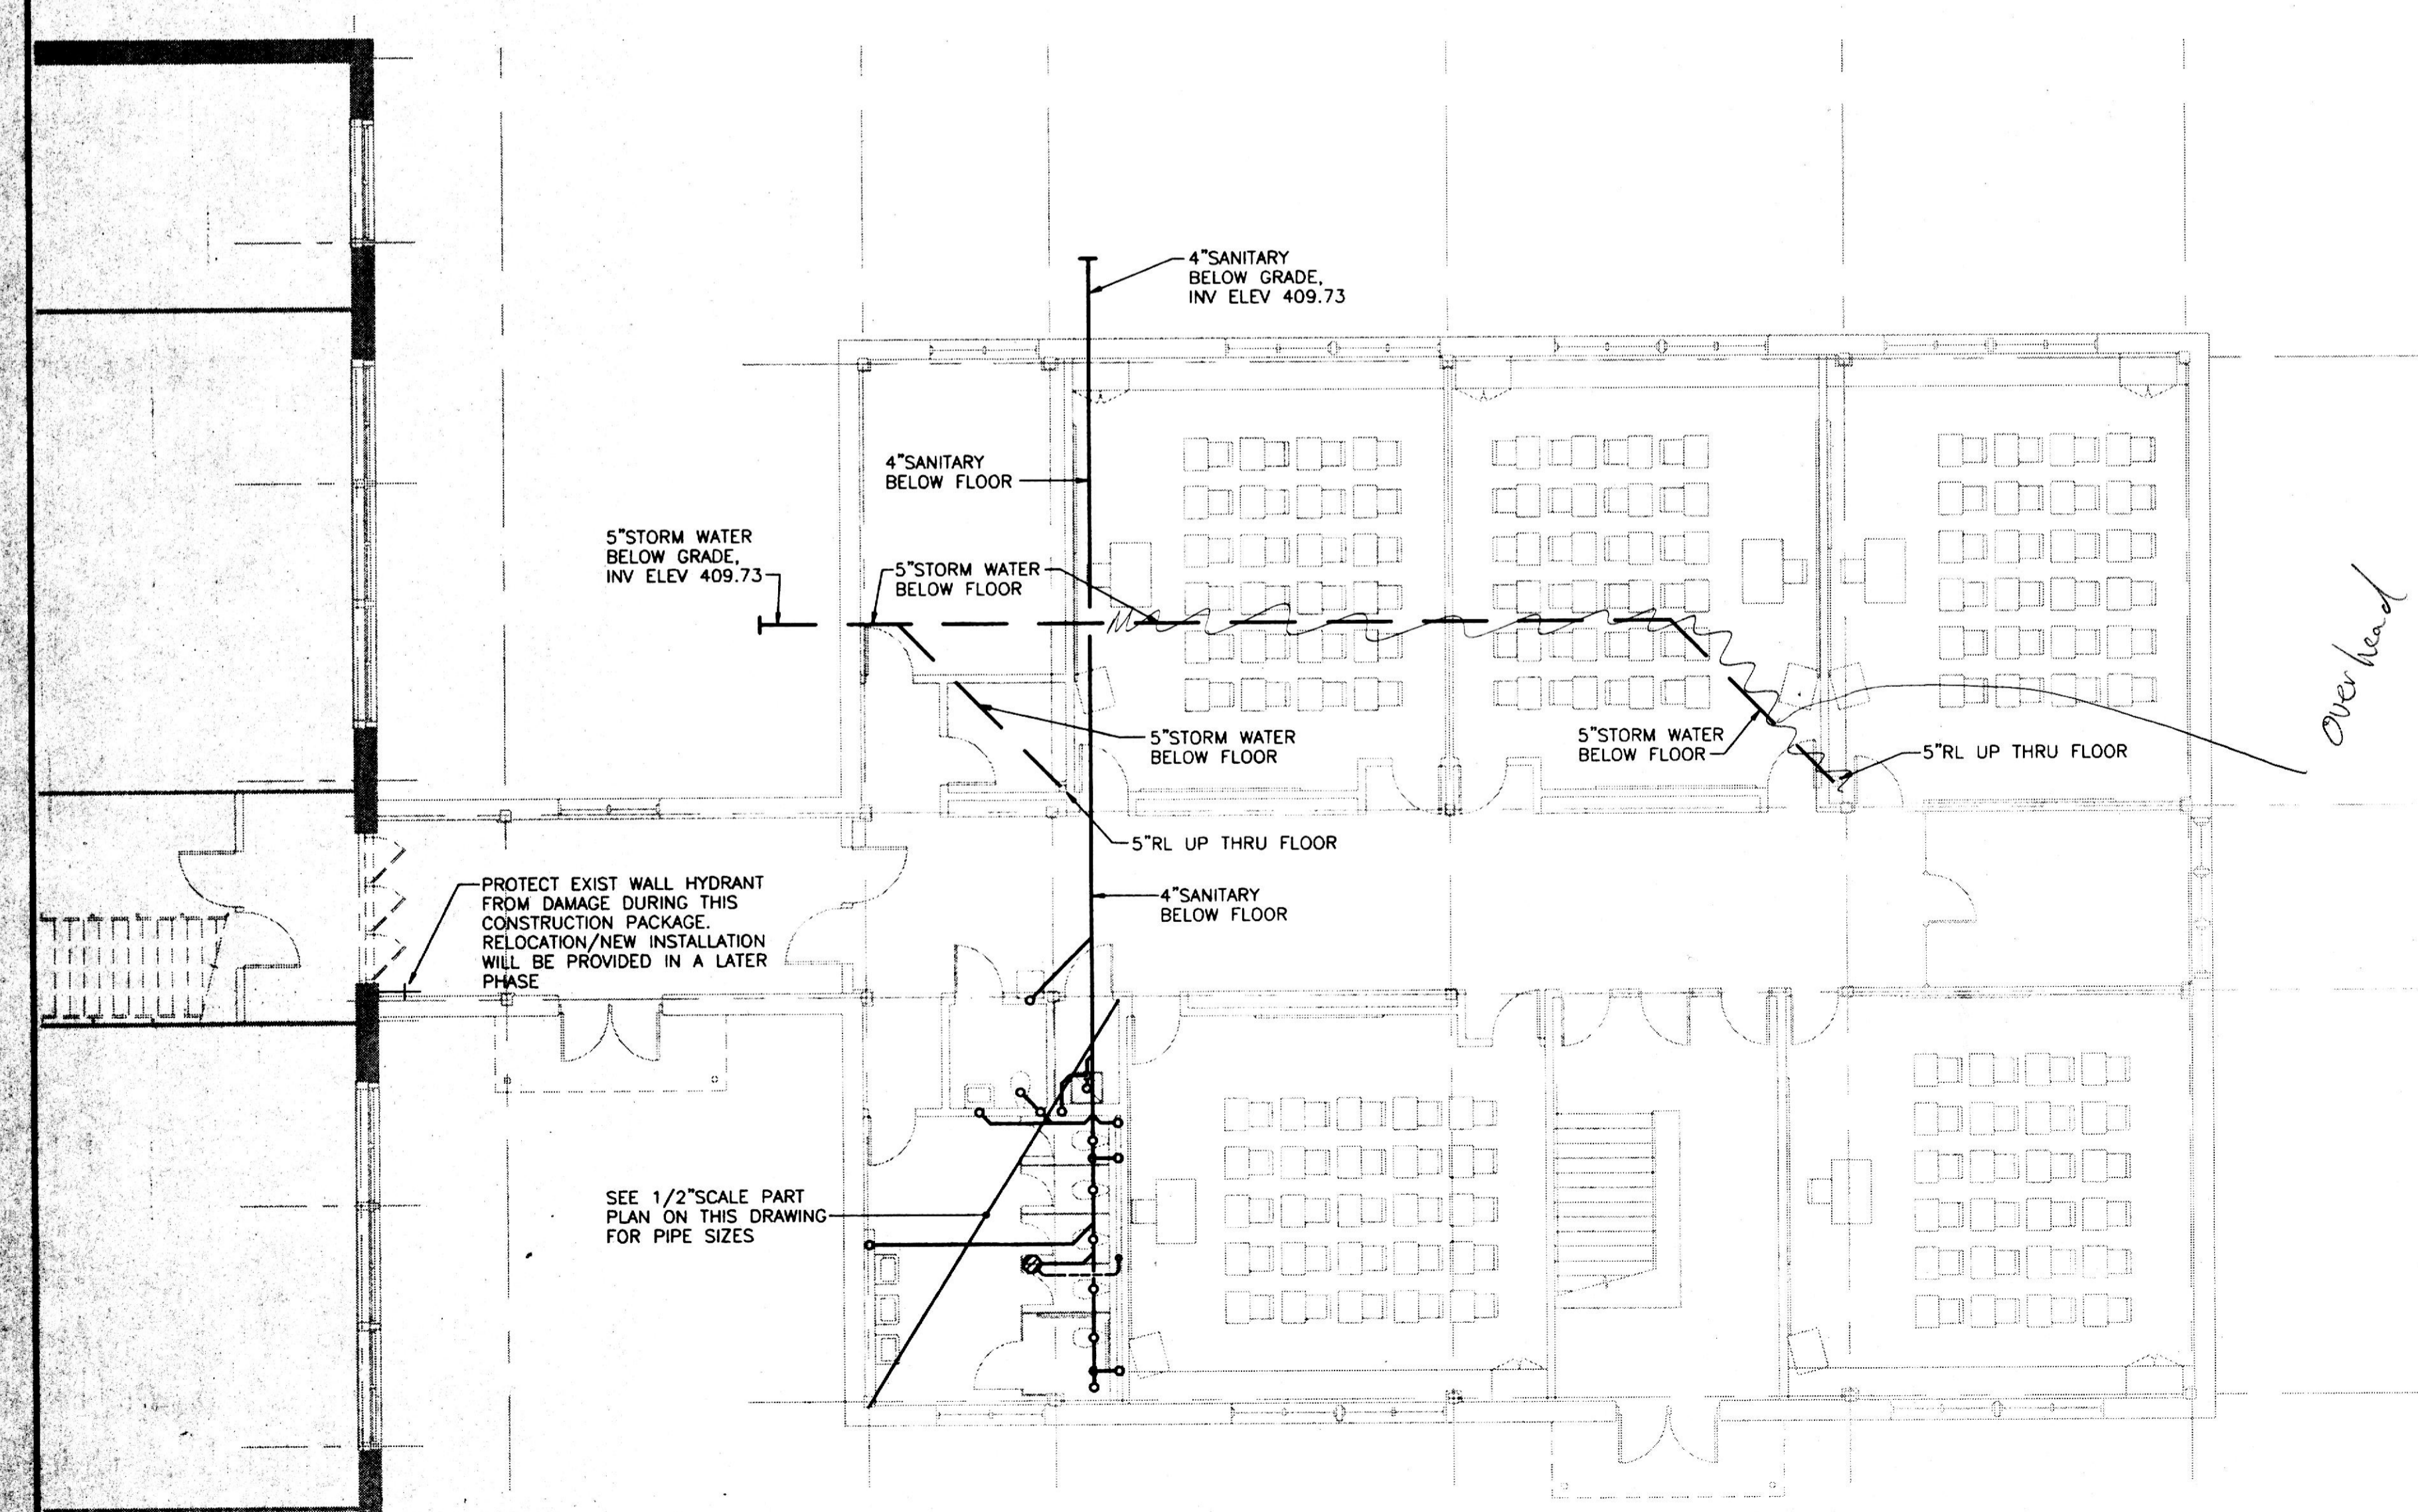 4"SANITARY
BELOW GRADE,
INV ELEV 409.73
4"SANITARY
BELOW FLOOR
5"STORM WATER
BELOW GRADE,
INV ELEV 409.73
5"STORM WATER
BELOW FLOOR
5"STORM WATER
BELOW FLOOR
5"STORM WATER
BELOW FLOOR
5"RL UP THRU FLOOR
Overhead
5"RL UP THRU FLOOR
PROTECT EXIST WALL HYDRANT
FROM DAMAGE DURING THIS
CONSTRUCTION PACKAGE.
RELOCATION/NEW INSTALLATION
WILL BE PROVIDED IN A LATER
PHASE
4"SANITARY
BELOW FLOOR
SEE 1/2"SCALE PART
PLAN ON THIS DRAWING
FOR PIPE SIZES